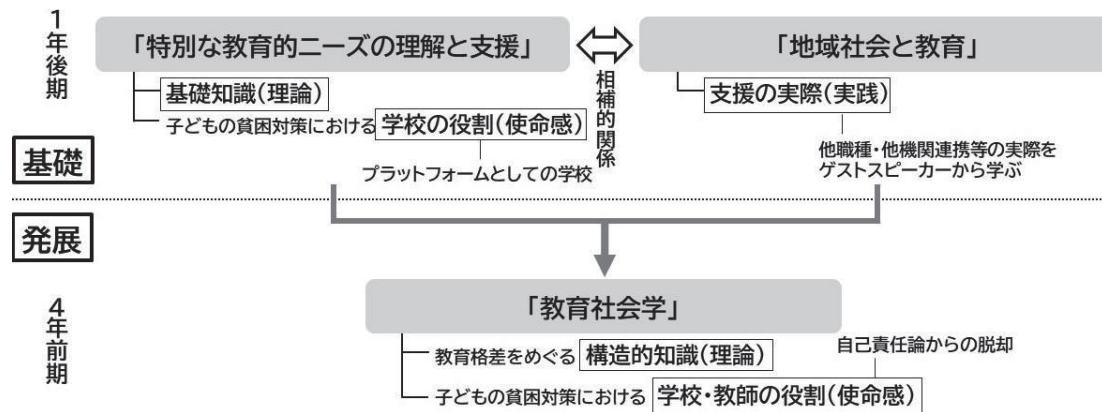 1年後期
「特別な教育的ニーズの理解と支援」
基礎知識(理論)
子どもの貧困対策における 学校の役割(使命感)
プラットフォームとしての学校
相補的関係
「地域社会と教育」
支援の実際(実践)
他職種・他機関連携等の実際を
ゲストスピーカーから学ぶ
基礎
発展
4年前期
「教育社会学」
教育格差をめぐる 構造的知識(理論)
自己責任論からの脱却
子どもの貧困対策における 学校・教師の役割(使命感)